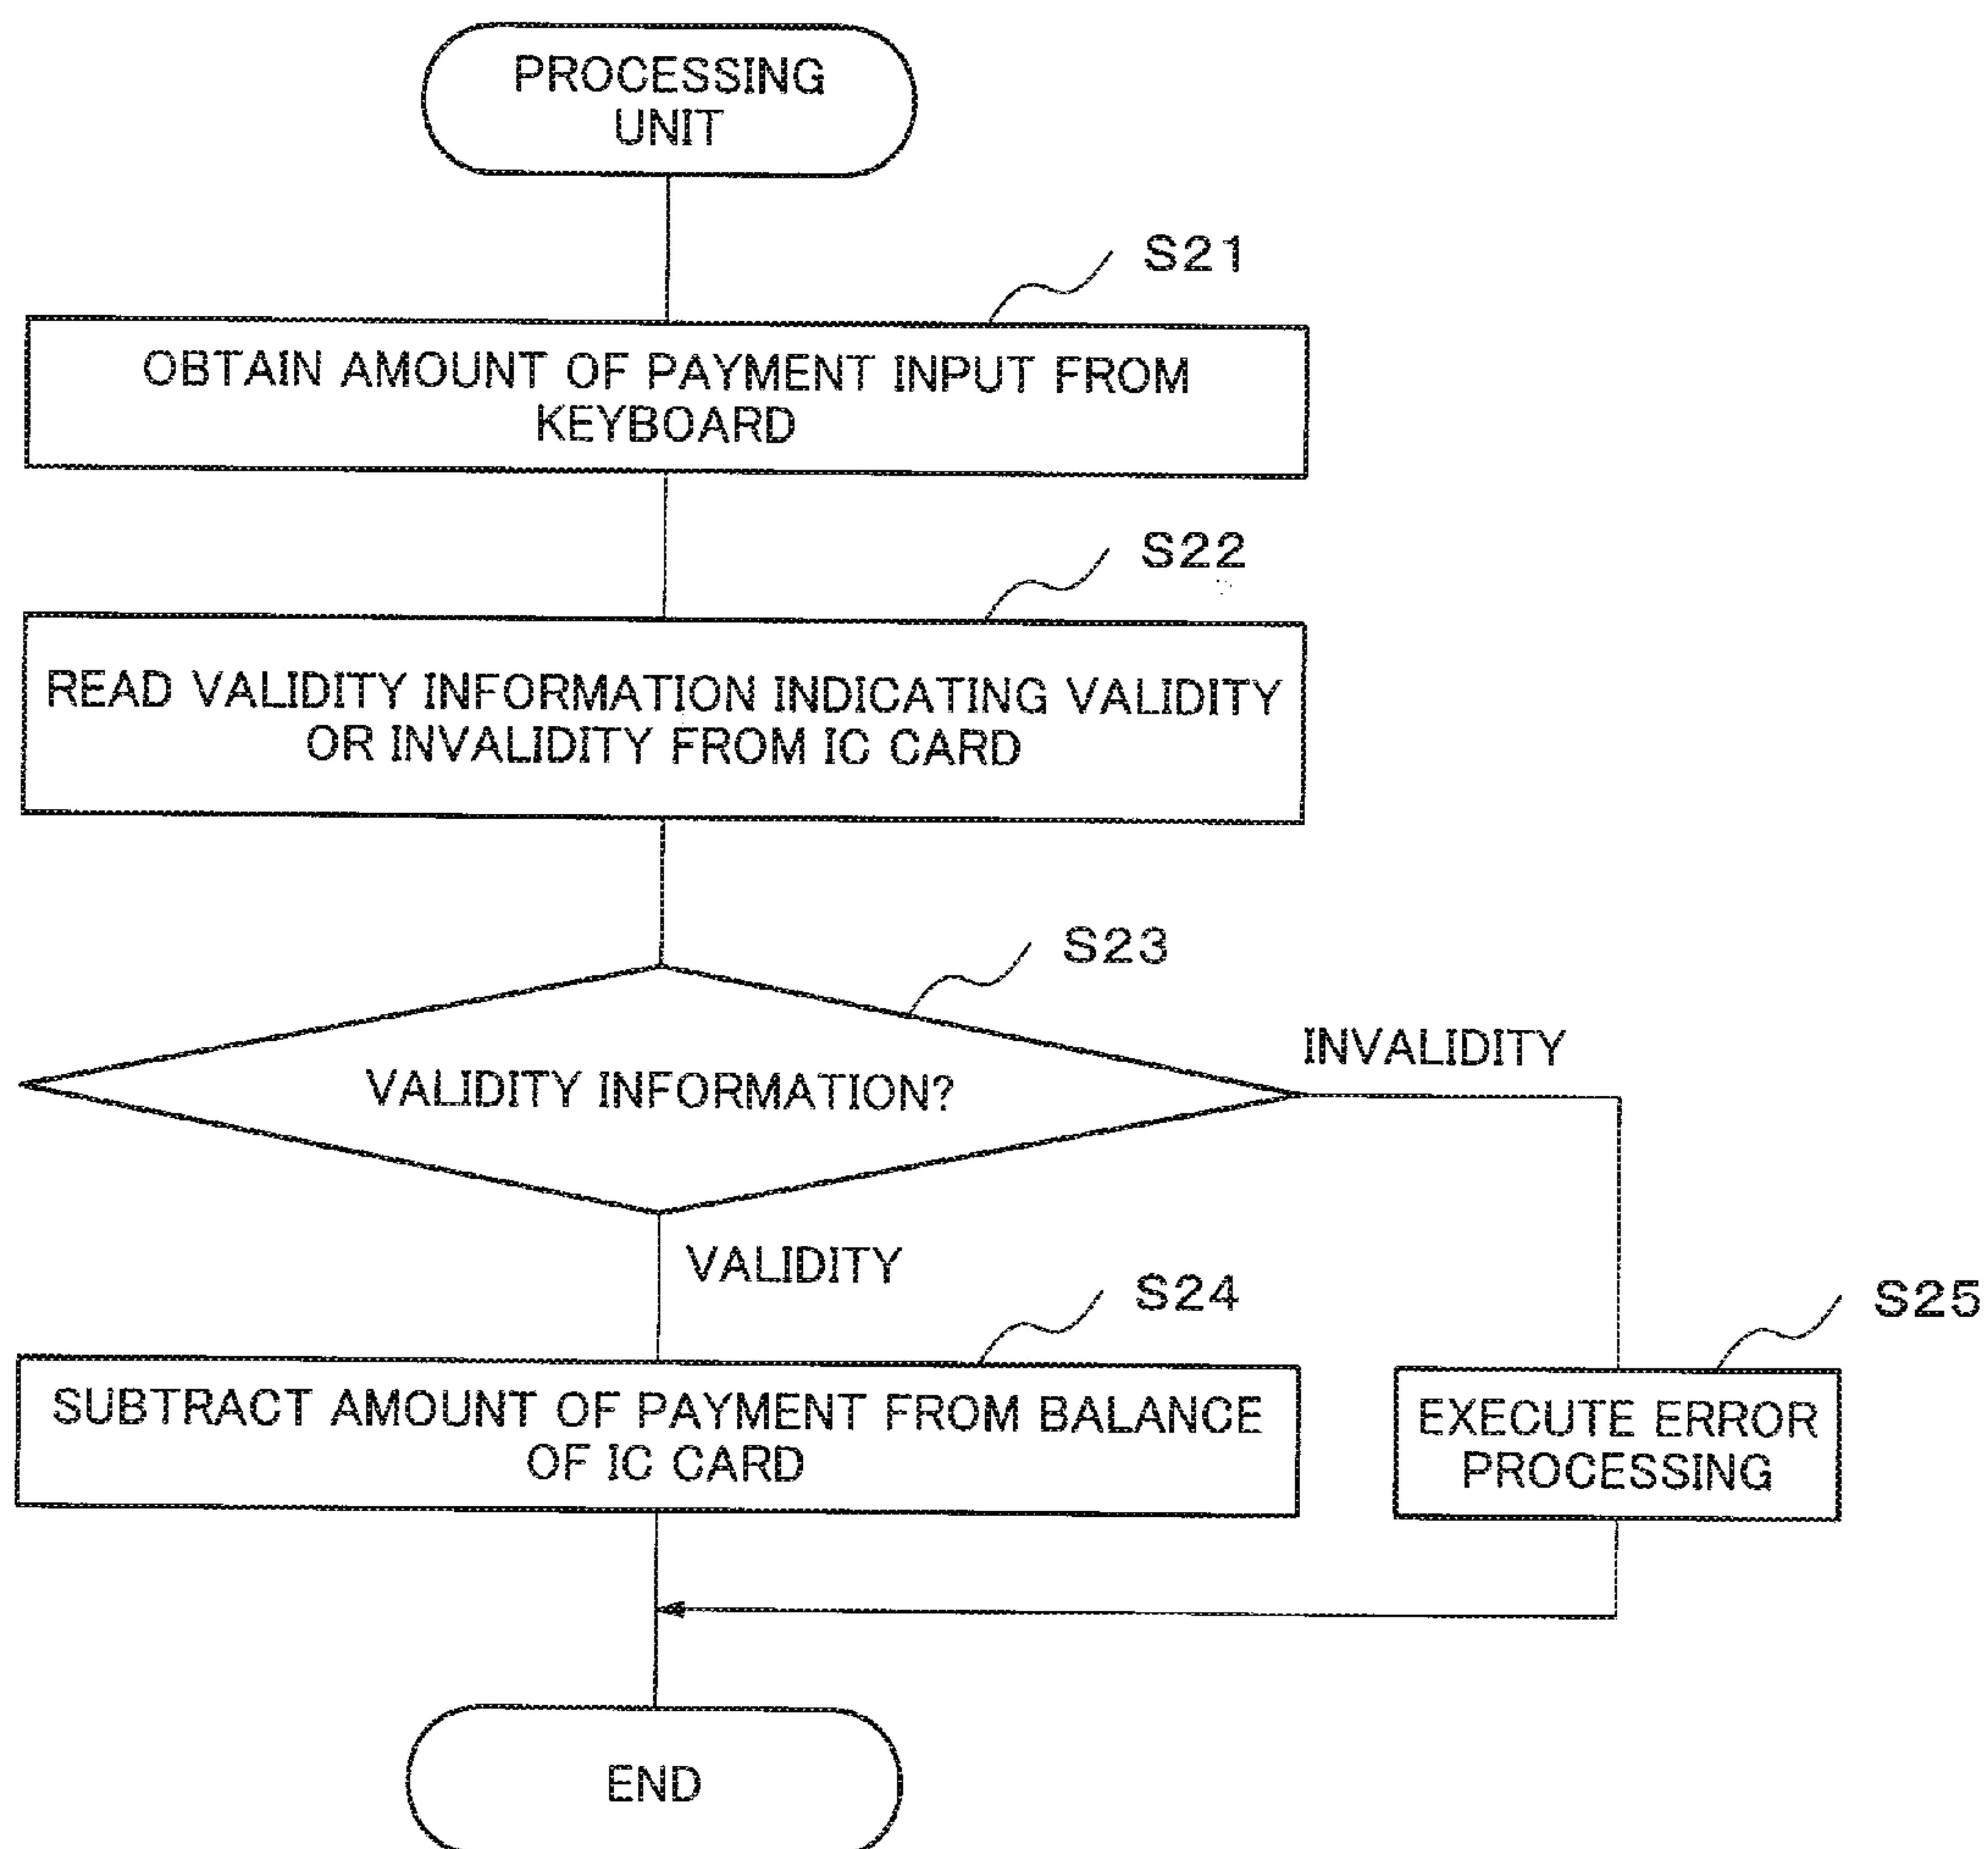 PROCESSING
UNIT
S21
OBTAIN AMOUNT OF PAYMENT INPUT FROM
KEYBOARD
S22
READ VALIDITY INFORMATION INDICATING VALIDITY
OR INVALIDITY FROM IC CARD
S23
INVALIDITY
VALIDITY INFORMATION?
VALIDITY
S24
S25
SUBTRACT AMOUNT OF PAYMENT FROM BALANCE
OF IC CARD
EXECUTE ERROR
PROCESSING
END